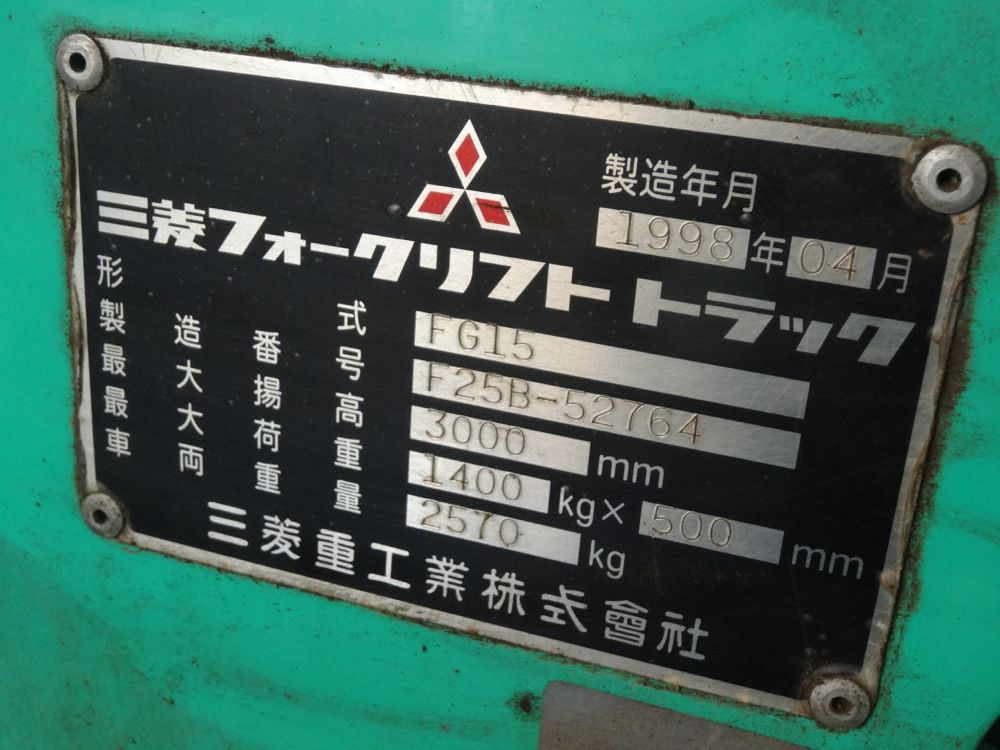 製造年月
1998年04月
三菱フォークリフト トラック
形式 FG15
製造番号 F25B-52764
最大揚高 3000 mm
最大荷重 1400 kg× 500 mm
車両重量 2570 kg
三菱重工業株式會社